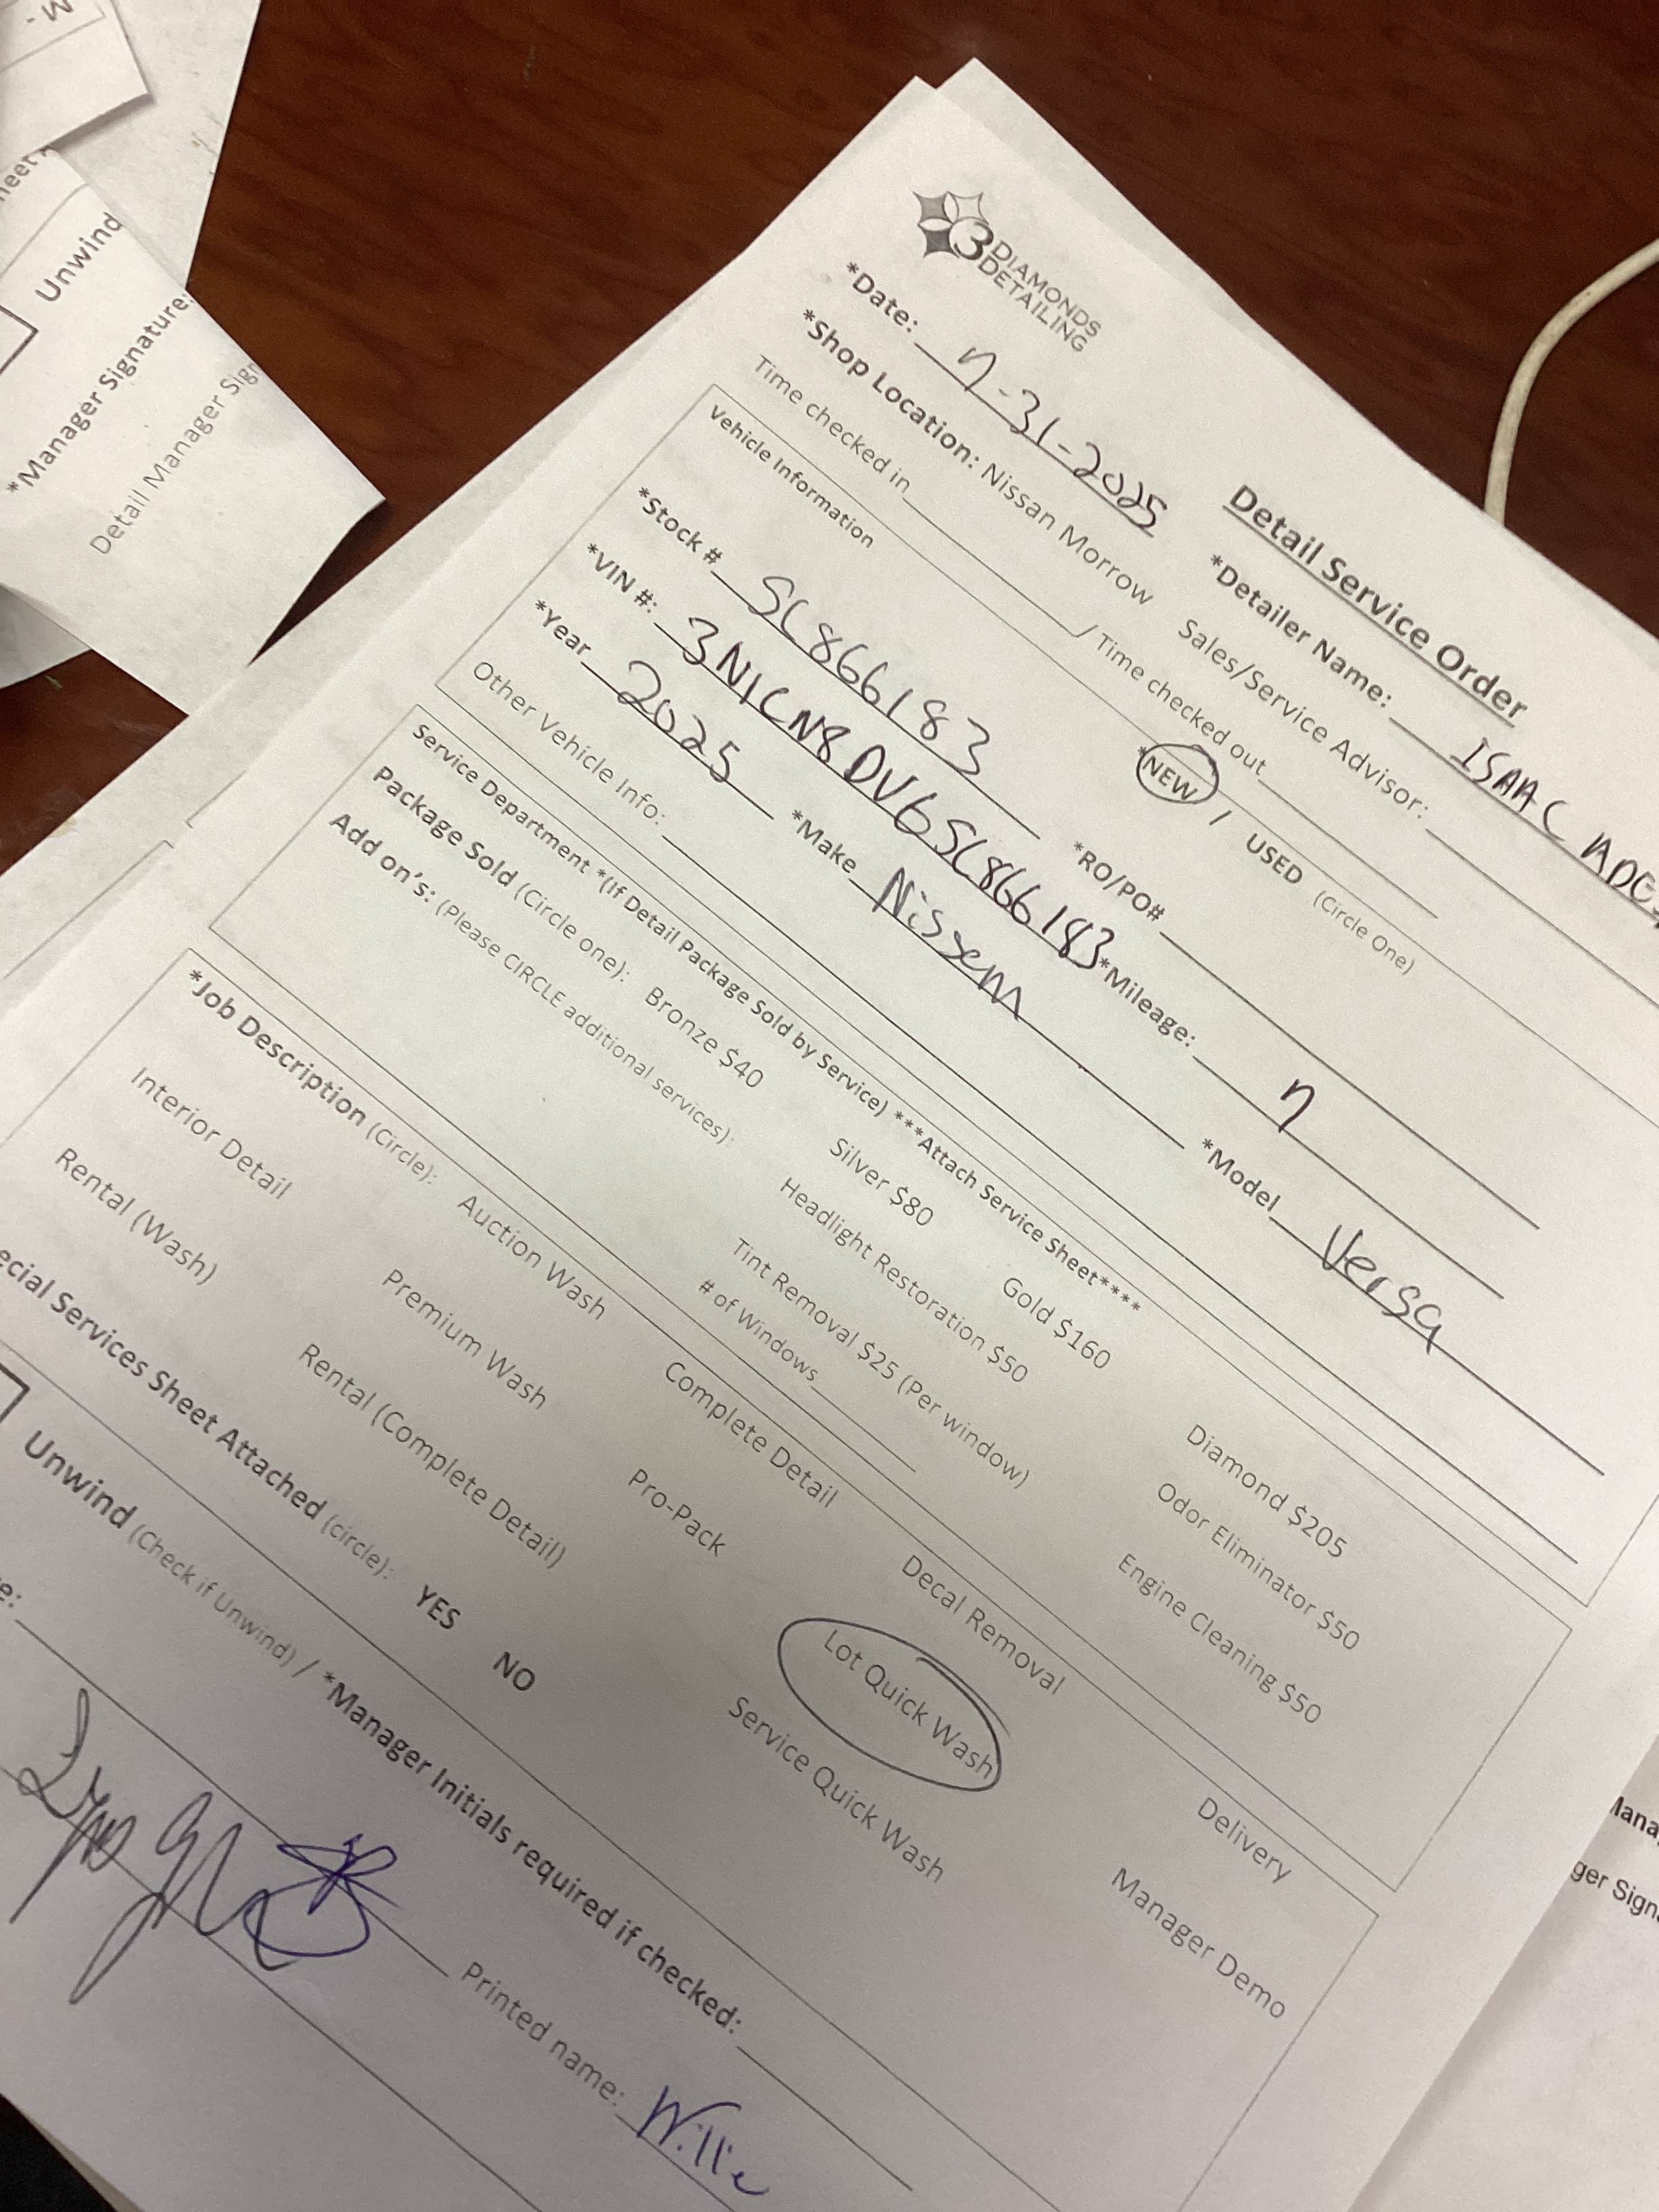 3 DIAMONDS
DETAILING
Detail Service Order
*Date: 7-31-2025 *Detailer Name: ISAAC
*Shop Location: Nissan Morrow Sales/Service Advisor:
Time checked in / Time checked out
Vehicle Information *NEW / USED (Circle One)
*Stock # SC866183 *RO/PO#
*VIN #: 3N1CN8DV6SC866183 *Mileage: 7
*Year 2025 *Make Nissan *Model Versa
Other Vehicle Info:
Service Department *(If Detail Package Sold by Service) ***Attach Service Sheet****
Package Sold (Circle one): Bronze $40 Silver $80 Gold $160 Diamond $205
Add on's: (Please CIRCLE additional services): Headlight Restoration $50 Odor Eliminator $50
Tint Removal $25 (Per window) Engine Cleaning $50
# of Windows
*Job Description (Circle): Auction Wash Complete Detail Decal Removal Delivery
Interior Detail Premium Wash Pro-Pack Lot Quick Wash Manager Demo
Rental (Wash) Rental (Complete Detail) Service Quick Wash
ecial Services Sheet Attached (circle): YES NO
Unwind (Check if Unwind) / *Manager Initials required if checked:
e: Printed name: Willie
Unwind
*Manager Signature:
Detail Manager Sign
Mana
ger Signa